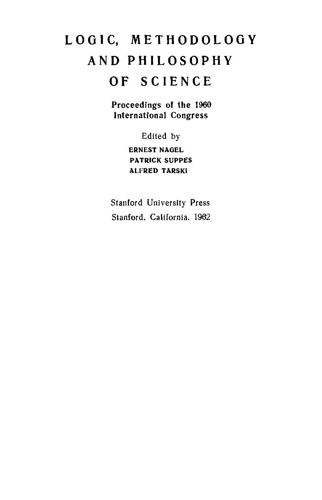 LOGIC, METHODOLOGY
AND PHILOSOPHY
OF SCIENCE
Proceedings of the 1960
International Congress
Edited by
ERNEST NAGEL
PATRICK SUPPES
ALFRED TARSKI
Stanford University Press
Stanford, California, 1962